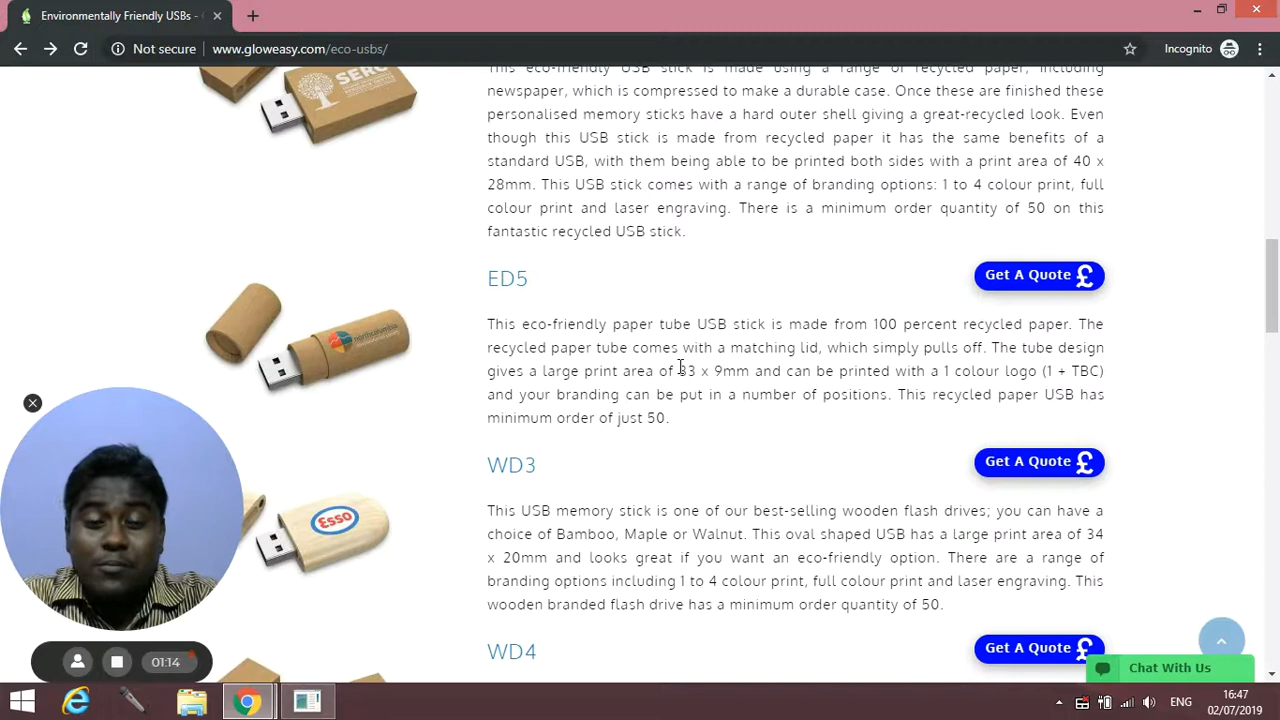 Environmentally Friendly USBs -
Not secure
www.gloweasy.com/eco-usbs/
Incognito
This eco-friendly USB stick is made using a range of recycled paper, including
newspaper, which is compressed to make a durable case. Once these are finished these
personalised memory sticks have a hard outer shell giving a great-recycled look. Even
though this USB stick is made from recycled paper it has the same benefits of a
standard USB, with them being able to be printed both sides with a print area of 40 x
28mm. This USB stick comes with a range of branding options: 1 to 4 colour print, full
colour print and laser engraving. There is a minimum order quantity of 50 on this
fantastic recycled USB stick.
SERC
ED5
Get A Quote £
This eco-friendly paper tube USB stick is made from 100 percent recycled paper. The
recycled paper tube comes with a matching lid, which simply pulls off. The tube design
gives a large print area of 33 x 9mm and can be printed with a 1 colour logo (1 + TBC)
and your branding can be put in a number of positions. This recycled paper USB has
minimum order of just 50.
WD3
Get A Quote £
This USB memory stick is one of our best-selling wooden flash drives; you can have a
choice of Bamboo, Maple or Walnut. This oval shaped USB has a large print area of 34
x 20mm and looks great if you want an eco-friendly option. There are a range of
branding options including 1 to 4 colour print, full colour print and laser engraving. This
wooden branded flash drive has a minimum order quantity of 50.
Esso
WD4
Get A Quote £
Chat With Us
01:14
ENG
16:47
02/07/2019